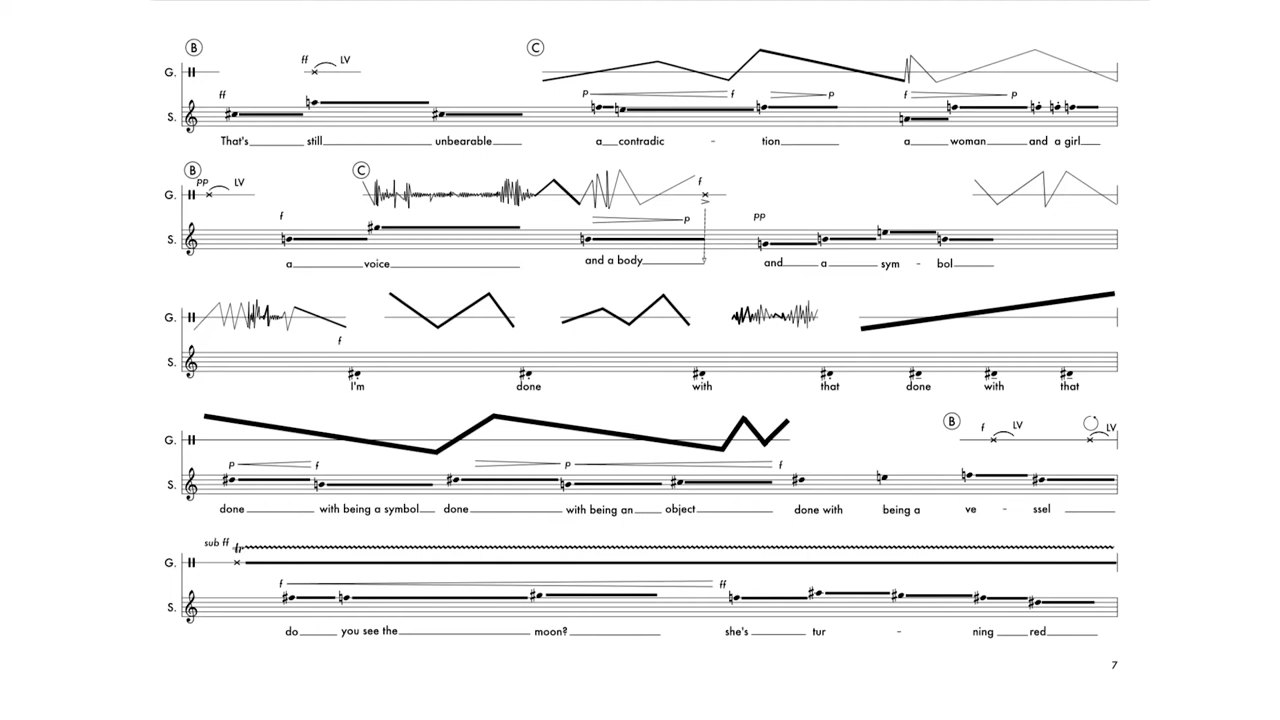 B C
ff LV
G.
ff p f p f p
S.
That's still unbearable a contradic - tion a woman and a girl
B C
pp LV f
G.
f p pp
S.
a voice and a body and a sym - bol
G.
f
S.
I'm done with that done with that
B
f LV LV
G.
p f p f
S.
done with being a symbol done with being an object done with being a ve - ssel
sub ff tr
G.
f ff
S.
do you see the moon? she's tur - ning red
7